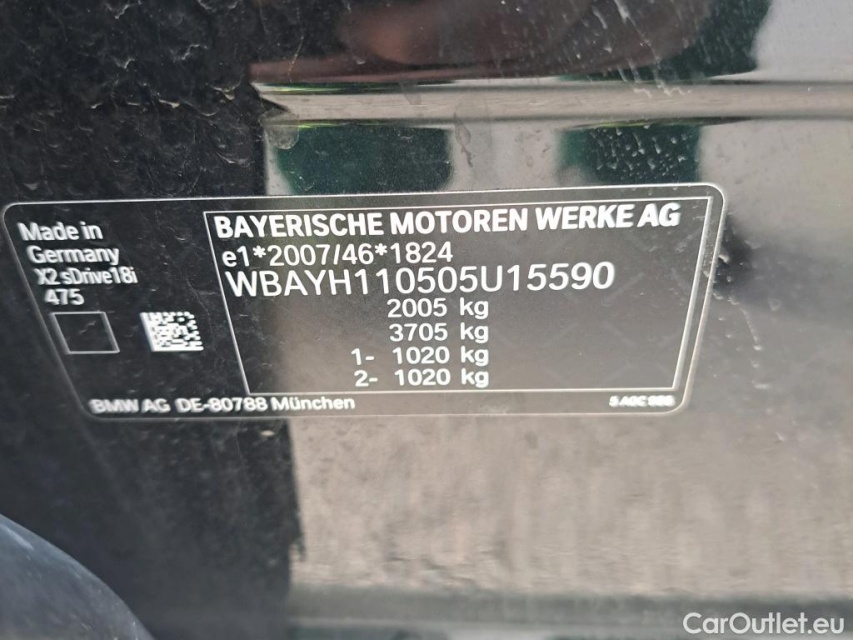 Made in
Germany
X2 sDrive18i
475
BAYERISCHE MOTOREN WERKE AG
e1*2007/46*1824
WBAYH110505U15590
2005 kg
3705 kg
1- 1020 kg
2- 1020 kg
BMW AG DE-80788 München
CarOutlet.eu